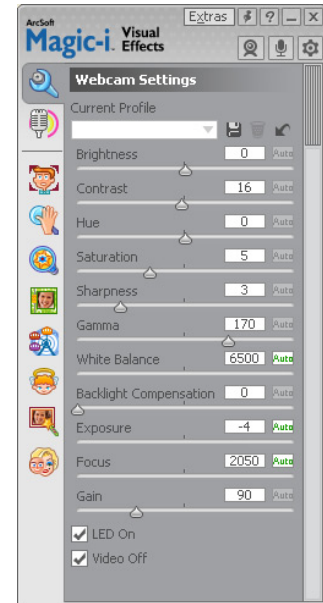 Extras ? _ X
ArcSoft
Magic-i. Visual Effects
Webcam Settings
Current Profile
Brightness 0 Auto
Contrast 16 Auto
Hue 0 Auto
Saturation 5 Auto
Sharpness 3 Auto
Gamma 170 Auto
White Balance 6500 Auto
Backlight Compensation 0 Auto
Exposure -4 Auto
Focus 2050 Auto
Gain 90 Auto
LED On
Video Off